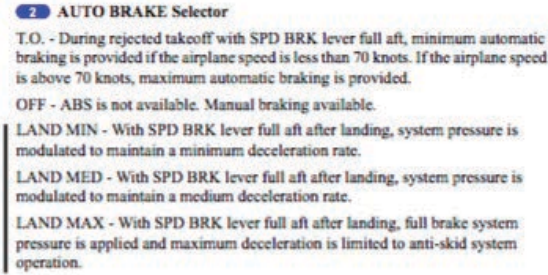 2 AUTO BRAKE Selector
T.O. - During rejected takeoff with SPD BRK lever full aft, minimum automatic
braking is provided if the airplane speed is less than 70 knots. If the airplane speed
is above 70 knots, maximum automatic braking is provided.
OFF - ABS is not available. Manual braking available.
LAND MIN - With SPD BRK lever full aft after landing, system pressure is
modulated to maintain a minimum deceleration rate.
LAND MED - With SPD BRK lever full aft after landing, system pressure is
modulated to maintain a medium deceleration rate.
LAND MAX - With SPD BRK lever full aft after landing, full brake system
pressure is applied and maximum deceleration is limited to anti-skid system
operation.